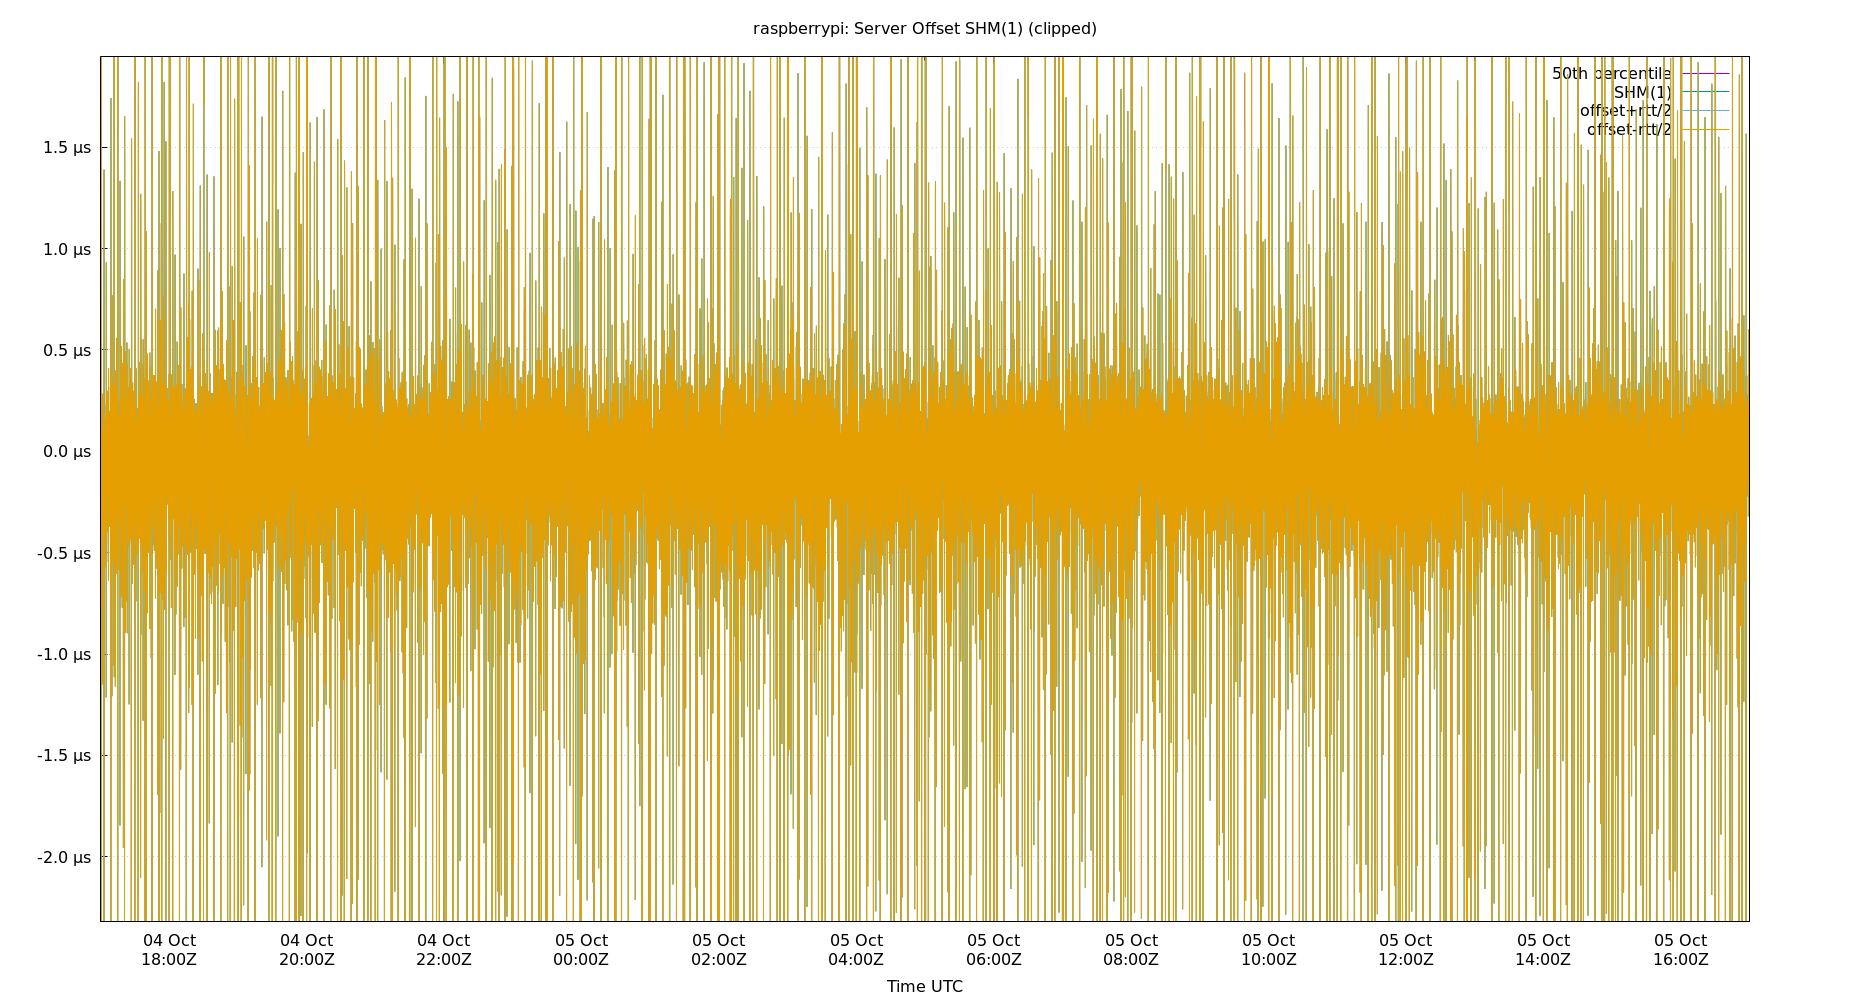 raspberrypi: Server Offset SHM(1) (clipped)
50th percentile
SHM(1)
offset+rtt/2
offset-rtt/2
1.5 µs
1.0 µs
0.5 µs
0.0 µs
-0.5 µs
-1.0 µs
-1.5 µs
-2.0 µs
04 Oct 04 Oct 04 Oct 05 Oct 05 Oct 05 Oct 05 Oct 05 Oct 05 Oct 05 Oct 05 Oct 05 Oct
18:00Z 20:00Z 22:00Z 00:00Z 02:00Z 04:00Z 06:00Z 08:00Z 10:00Z 12:00Z 14:00Z 16:00Z
Time UTC